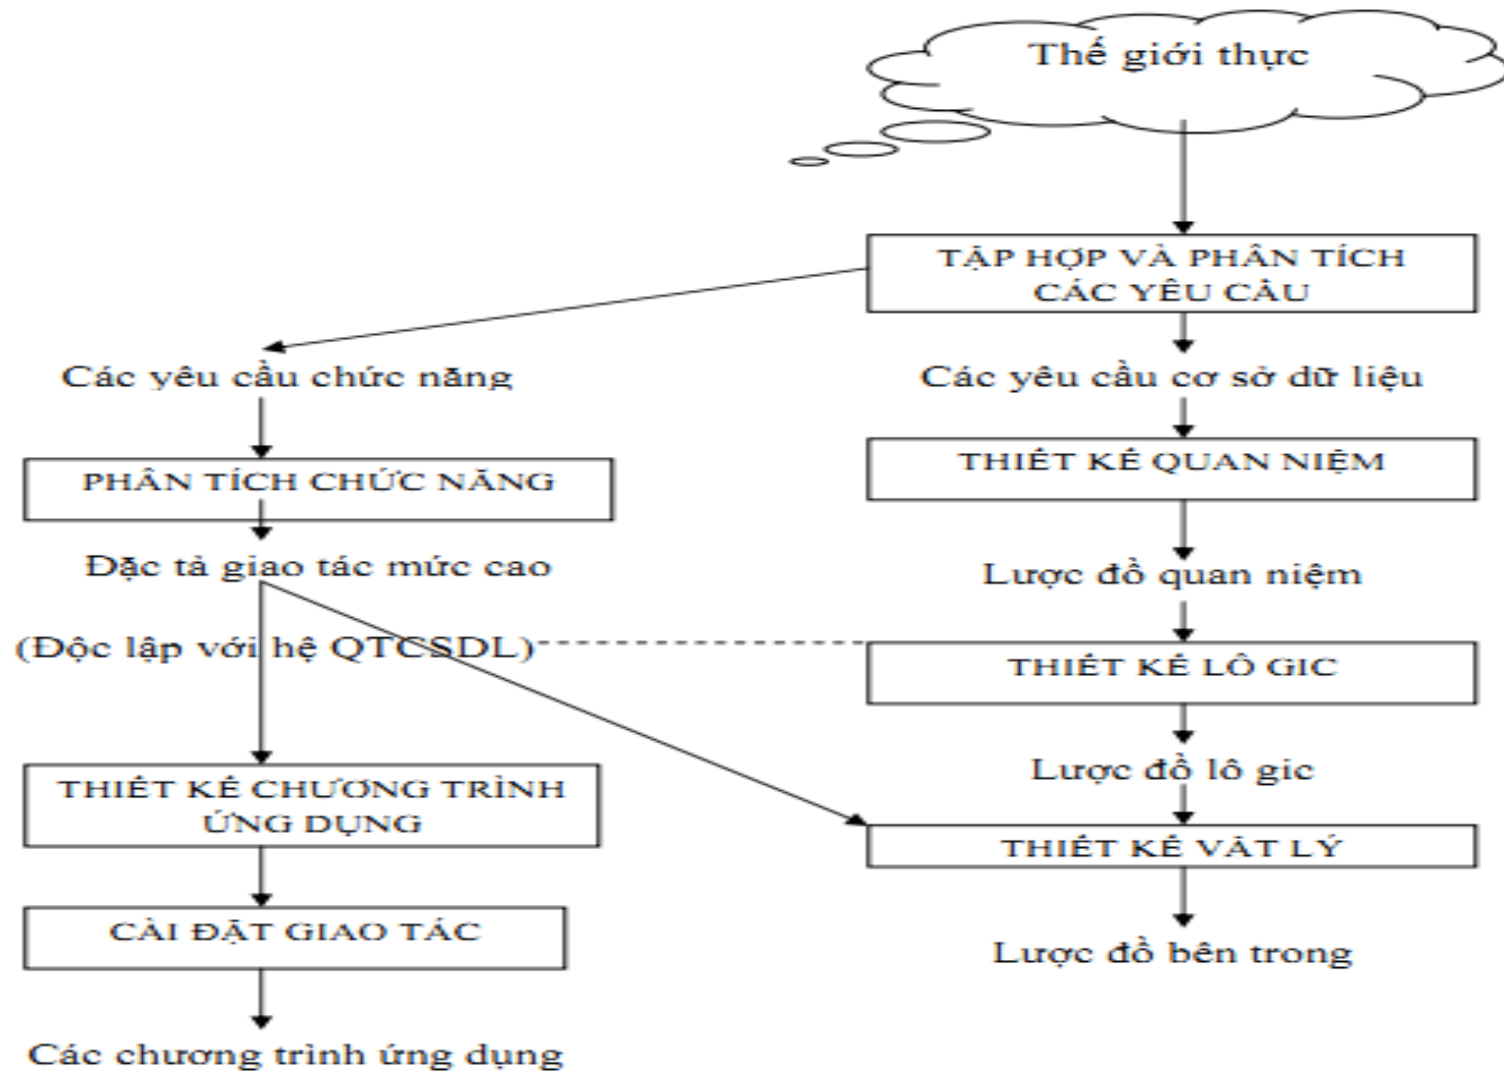 Thế giới thực
TẬP HỢP VÀ PHÂN TÍCH
CÁC YÊU CẦU
Các yêu cầu chức năng
Các yêu cầu cơ sở dữ liệu
PHÂN TÍCH CHỨC NĂNG
THIẾT KẾ QUAN NIỆM
Đặc tả giao tác mức cao
Lược đồ quan niệm
(Độc lập với hệ QTCSDL)
THIẾT KẾ LÔ GIC
Lược đồ lô gic
THIẾT KẾ CHƯƠNG TRÌNH
ỨNG DỤNG
THIẾT KẾ VẬT LÝ
CÀI ĐẶT GIAO TÁC
Lược đồ bên trong
Các chương trình ứng dụng